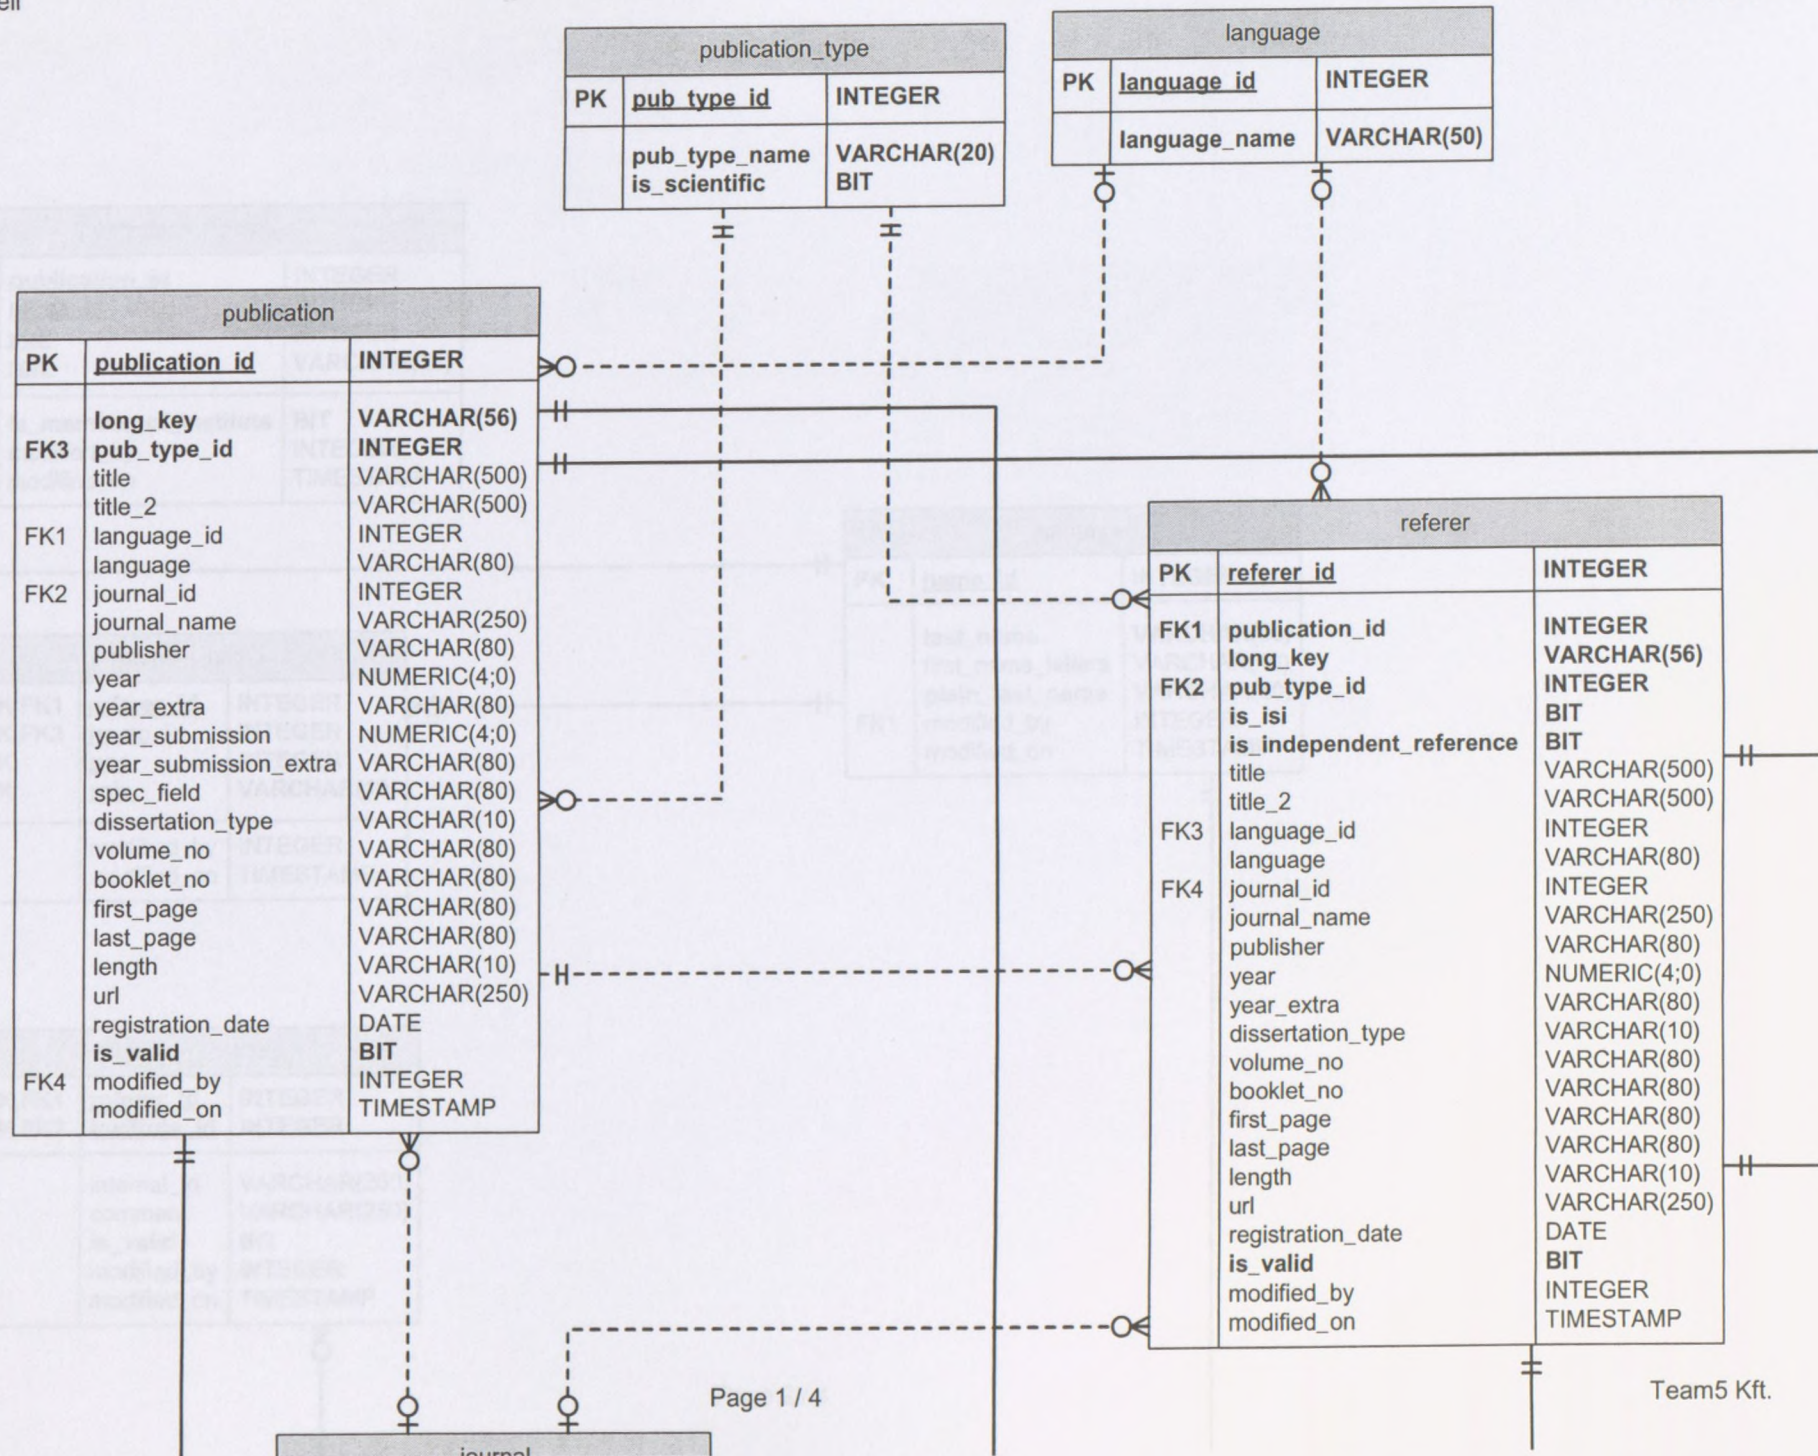 publication_type
PK pub_type_id INTEGER
pub_type_name VARCHAR(20)
is_scientific BIT
language
PK language_id INTEGER
language_name VARCHAR(50)
publication
PK publication_id INTEGER
long_key VARCHAR(56)
FK3 pub_type_id INTEGER
title VARCHAR(500)
title_2 VARCHAR(500)
FK1 language_id INTEGER
language VARCHAR(80)
FK2 journal_id INTEGER
journal_name VARCHAR(250)
publisher VARCHAR(80)
year NUMERIC(4;0)
year_extra VARCHAR(80)
year_submission NUMERIC(4;0)
year_submission_extra VARCHAR(80)
spec_field VARCHAR(80)
dissertation_type VARCHAR(10)
volume_no VARCHAR(80)
booklet_no VARCHAR(80)
first_page VARCHAR(80)
last_page VARCHAR(80)
length VARCHAR(10)
url VARCHAR(250)
registration_date DATE
is_valid BIT
FK4 modified_by INTEGER
modified_on TIMESTAMP
referer
PK referer_id INTEGER
FK1 publication_id INTEGER
long_key VARCHAR(56)
FK2 pub_type_id INTEGER
is_isi BIT
is_independent_reference BIT
title VARCHAR(500)
title_2 VARCHAR(500)
FK3 language_id INTEGER
language VARCHAR(80)
FK4 journal_id INTEGER
journal_name VARCHAR(250)
publisher VARCHAR(80)
year NUMERIC(4;0)
year_extra VARCHAR(80)
dissertation_type VARCHAR(10)
volume_no VARCHAR(80)
booklet_no VARCHAR(80)
first_page VARCHAR(80)
last_page VARCHAR(80)
length VARCHAR(10)
url VARCHAR(250)
registration_date DATE
is_valid BIT
modified_by INTEGER
modified_on TIMESTAMP
Page 1 / 4
Team5 Kft.
journal